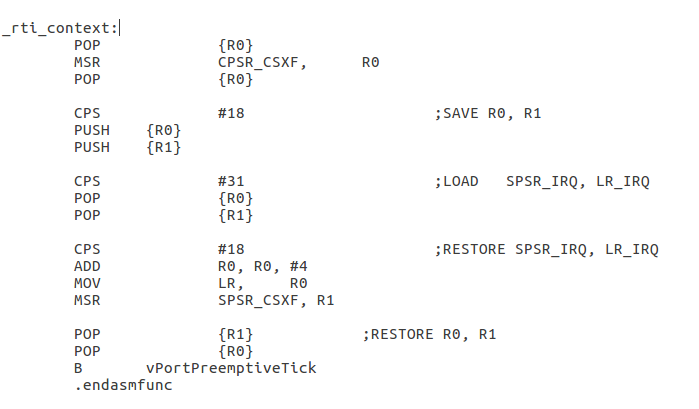 _rti_context:
POP {R0}
MSR CPSR_CSXF, R0
POP {R0}
CPS #18 ;SAVE R0, R1
PUSH {R0}
PUSH {R1}
CPS #31 ;LOAD SPSR_IRQ, LR_IRQ
POP {R0}
POP {R1}
CPS #18 ;RESTORE SPSR_IRQ, LR_IRQ
ADD R0, R0, #4
MOV LR, R0
MSR SPSR_CSXF, R1
POP {R1} ;RESTORE R0, R1
POP {R0}
B vPortPreemptiveTick
.endasmfunc